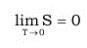 lim S = 0
T→0